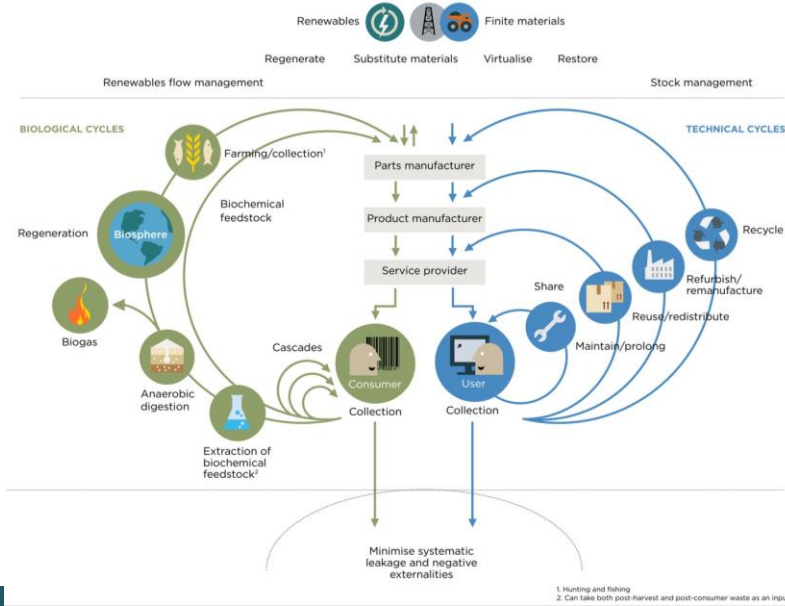 Renewables
Finite materials
Regenerate Substitute materials Virtualise Restore
Renewables flow management
Stock management
BIOLOGICAL CYCLES
TECHNICAL CYCLES
Farming/collection¹
Parts manufacturer
Biochemical
feedstock
Product manufacturer
Regeneration
Biosphere
Recycle
Service provider
Refurbish/
remanufacture
Share
Reuse/redistribute
Biogas
Maintain/prolong
Cascades
Consumer
User
Anaerobic
digestion
Collection
Collection
Extraction of
biochemical
feedstock²
Minimise systematic
leakage and negative
externalities
1. Hunting and fishing
2. Can take both post-harvest and post-consumer waste as an inpu